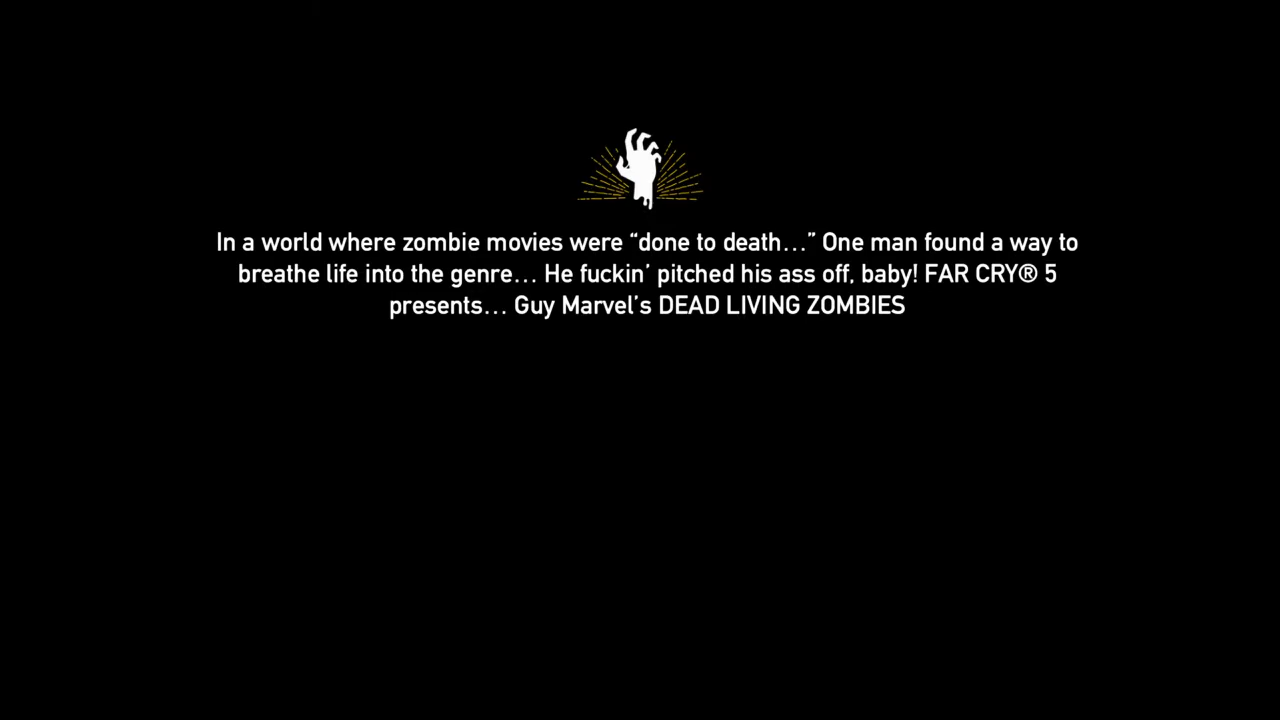 In a world where zombie movies were “done to death…” One man found a way to
breathe life into the genre… He fuckin’ pitched his ass off, baby! FAR CRY® 5
presents… Guy Marvel’s DEAD LIVING ZOMBIES